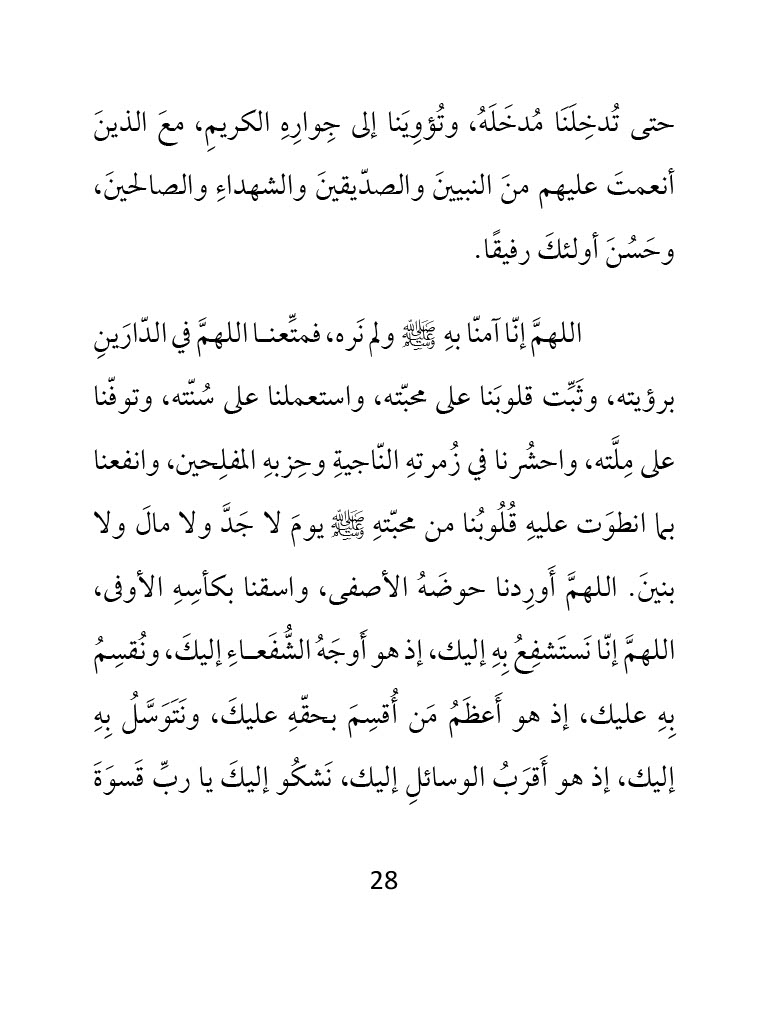 حتى تُدخِلَنَا مُدخَلَهُ، وتُؤوِيَنا إلى جِوارِهِ الكريمِ، معَ الذينَ
أنعمتَ عليهم منَ النبيينَ والصدّيقينَ والشهداءِ والصالحينَ،
وحَسُنَ أولئكَ رفيقًا.
اللهمَّ إنّا آمنّا بهِ ﷺ ولم نَره، فمتِّعنــا اللهمَّ في الدّارَينِ
برؤيته، وثَبِّت قلوبَنا على محبّته، واستعملنا على سُنّته، وتوفّنا
على مِلَّته، واحشُرنا في زُمرتهِ النّاجيةِ وحِزبهِ المفلِحين، وانفعنا
بما انطوَت عليهِ قُلُوبُنا من محبّتهِ ﷺ يومَ لا جَدَّ ولا مالَ ولا
بنينَ. اللهمَّ أَورِدنا حوضَهُ الأصفى، واسقنا بكأسِهِ الأوفى،
اللهمَّ إنّا نَستَشفِعُ بِهِ إليك، إذ هو أَوجَهُ الشُّفَعــاءِ إليكَ، ونُقسِمُ
بِهِ عليك، إذ هو أَعظَمُ مَن أُقسِمَ بحقّهِ عليكَ، ونَتَوَسَّلُ بِهِ
إليك، إذ هو أَقرَبُ الوسائلِ إليك، نَشكُو إليكَ يا ربِّ قَسوَةَ
28